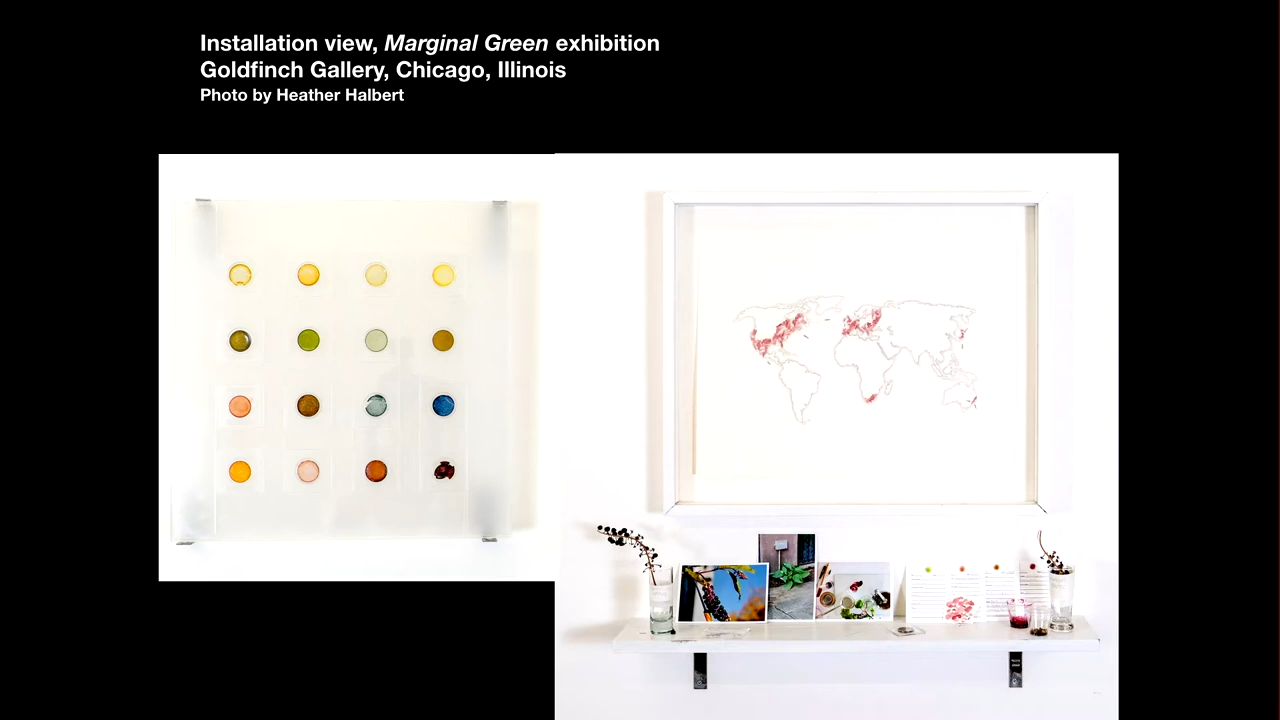 Installation view, Marginal Green exhibition
Goldfinch Gallery, Chicago, Illinois
Photo by Heather Halbert